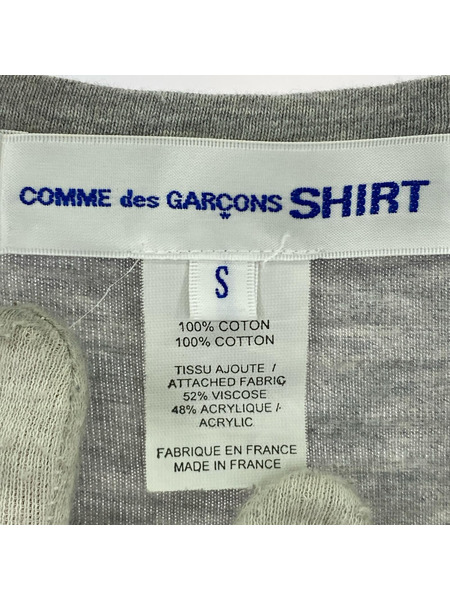 COMME des GARÇONS SHIRT
S
100% COTON
100% COTTON
TISSU AJOUTE /
ATTACHED FABRIC
52% VISCOSE
48% ACRYLIQUE /
ACRYLIC
FABRIQUE EN FRANCE
MADE IN FRANCE